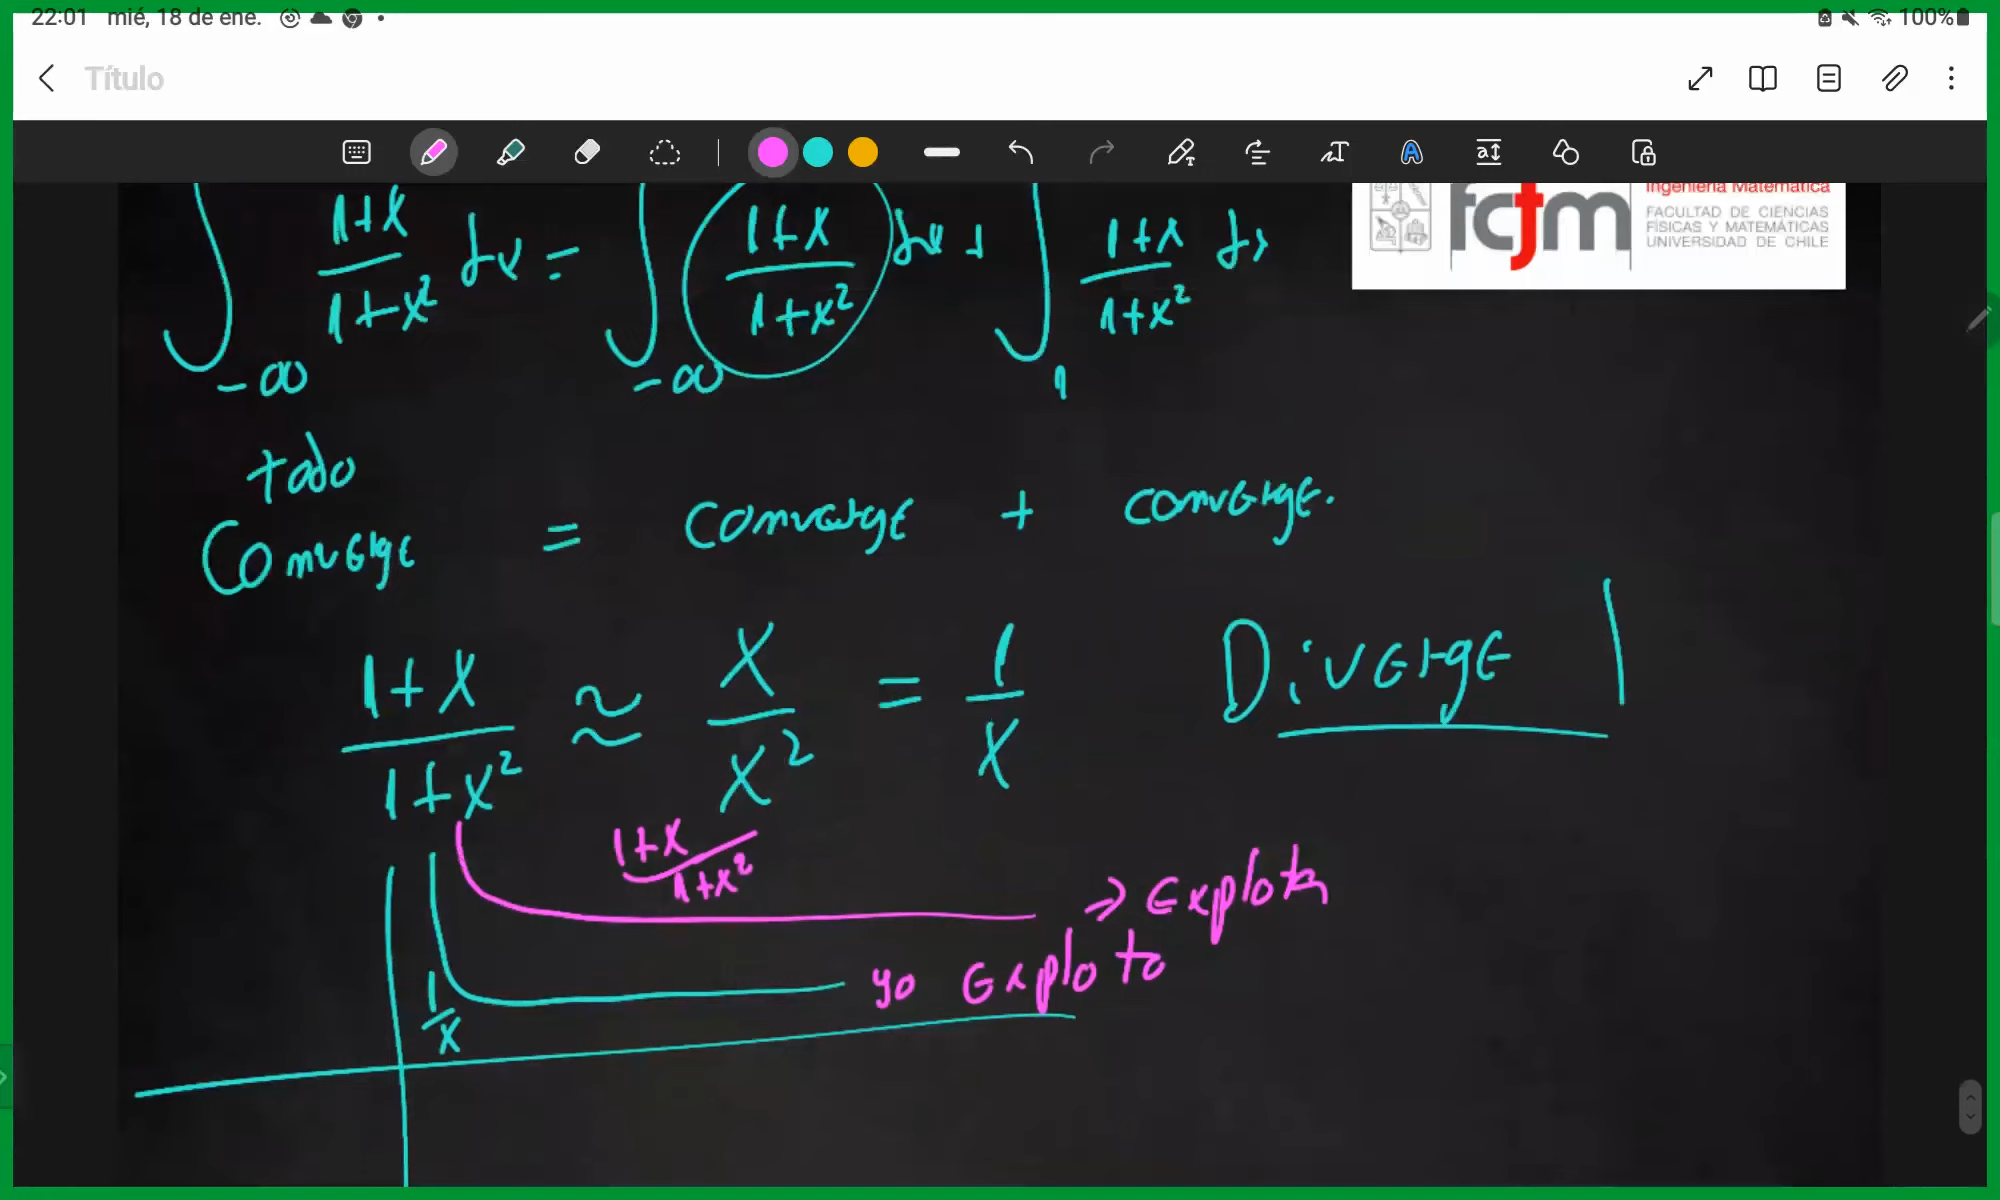 22:01 mié, 18 de ene. 100%
Título
Ingeniería Matemática
fcfm
FACULTAD DE CIENCIAS
FÍSICAS Y MATEMÁTICAS
UNIVERSIDAD DE CHILE
∫ 1+x / 1+x² dx = ∫ 1+x / 1+x² dx + ∫ 1+x / 1+x² dx
-∞ -∞ 1
todo
Converge = converge + converge.
1+x / 1+x² ≈ x / x² = 1 / x Diverge
1+x / 1+x²
→ Explota
yo Exploto
1 / x